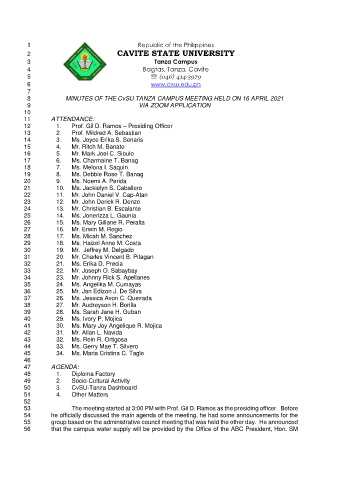 1 Republic of the Philippines
2 CAVITE STATE UNIVERSITY
3 Tanza Campus
4 Bagtas, Tanza, Cavite
5 ☏ (046) 414-3979
6 www.cvsu.edu.ph
7
8 MINUTES OF THE CvSU TANZA CAMPUS MEETING HELD ON 16 APRIL 2021
9 VIA ZOOM APPLICATION
10
11 ATTENDANCE:
12 1. Prof. Gil D. Ramos – Presiding Officer
13 2. Prof. Mildred A. Sebastian
14 3. Ms. Joyce Erika S. Senaris
15 4. Mr. Ritch M. Banate
16 5. Mr. Mark Joel C. Sibulo
17 6. Ms. Charmaine T. Banag
18 7. Ms. Melona I. Saquin
19 8. Ms. Debbie Rose T. Banag
20 9. Ms. Noemi A. Perida
21 10. Ms. Jackielyn S. Caballero
22 11. Mr. John Daniel V. Cap-Atan
23 12. Mr. John Derick R. Denzo
24 13. Mr. Christian B. Escalante
25 14. Ms. Jonerizza L. Gaunia
26 15. Ms. Mary Gillane R. Peralta
27 16. Mr. Erwin M. Regio
28 17. Ms. Micah M. Sanchez
29 18. Ms. Haizel Anne M. Costa
30 19. Mr. Jeffrey M. Delgado
31 20. Mr. Charles Vincent B. Pitagan
32 21. Ms. Erika D. Precia
33 22. Mr. Joseph O. Sabaybay
34 23. Mr. Johnny Rick S. Apellanes
35 24. Ms. Angelika M. Cumayas
36 25. Mr. Jan Edizon J. De Silva
37 26. Ms. Jessica Avon C. Quezada
38 27. Mr. Audreyson H. Borilla
39 28. Ms. Sarah Jane H. Guban
40 29. Ms. Ivory P. Mojica
41 30. Ms. Mary Joy Angelique R. Mojica
42 31. Mr. Allan L. Navida
43 32. Ms. Rein R. Ortigosa
44 33. Ms. Gerry Mae T. Silvero
45 34. Ms. Maria Cristina C. Tagle
46
47 AGENDA:
48 1. Diploma Factory
49 2. Socio-Cultural Activity
50 3. CvSU-Tanza Dashboard
51 4. Other Matters
52
53 The meeting started at 3:00 PM with Prof. Gil D. Ramos as the presiding officer. Before
54 he officially discussed the main agenda of the meeting, he had some announcements for the
55 group based on the administrative council meeting that was held the other day. He announced
56 that the campus water supply will be provided by the Office of the ABC President, Hon. SM